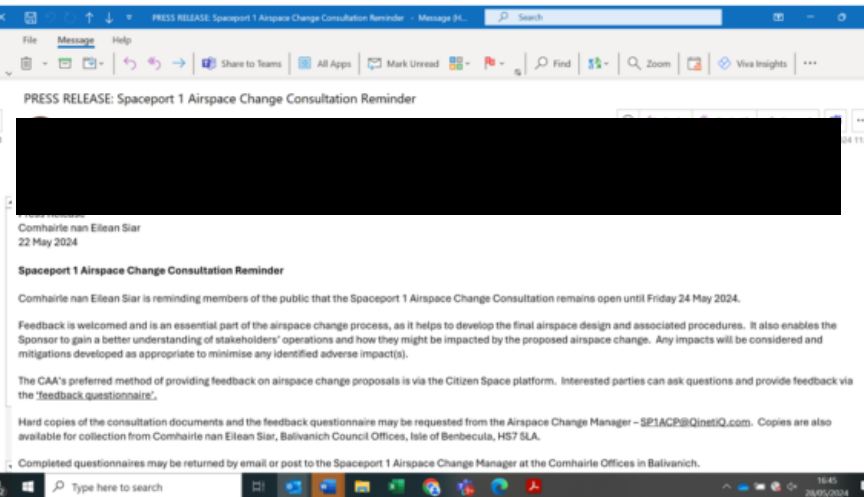 PRESS RELEASE: Spaceport 1 Airspace Change Consultation Reminder - Message (H...
Search
File Message Help
Share to Teams All Apps Mark Unread Find Zoom Viva Insights ...
PRESS RELEASE: Spaceport 1 Airspace Change Consultation Reminder
Press Release
Comhairle nan Eilean Siar
22 May 2024
Spaceport 1 Airspace Change Consultation Reminder
Comhairle nan Eilean Siar is reminding members of the public that the Spaceport 1 Airspace Change Consultation remains open until Friday 24 May 2024.
Feedback is welcomed and is an essential part of the airspace change process, as it helps to develop the final airspace design and associated procedures. It also enables the
Sponsor to gain a better understanding of stakeholders' operations and how they might be impacted by the proposed airspace change. Any impacts will be considered and
mitigations developed as appropriate to minimise any identified adverse impact(s).
The CAA's preferred method of providing feedback on airspace change proposals is via the Citizen Space platform. Interested parties can ask questions and provide feedback via
the 'feedback questionnaire'.
Hard copies of the consultation documents and the feedback questionnaire may be requested from the Airspace Change Manager – SP1ACP@QinetiQ.com. Copies are also
available for collection from Comhairle nan Eilean Siar, Balivanich Council Offices, Isle of Benbecula, HS7 5LA.
Completed questionnaires may be returned by email or post to the Spaceport 1 Airspace Change Manager at the Comhairle Offices in Balivanich.
Type here to search
16:45
28/05/2024